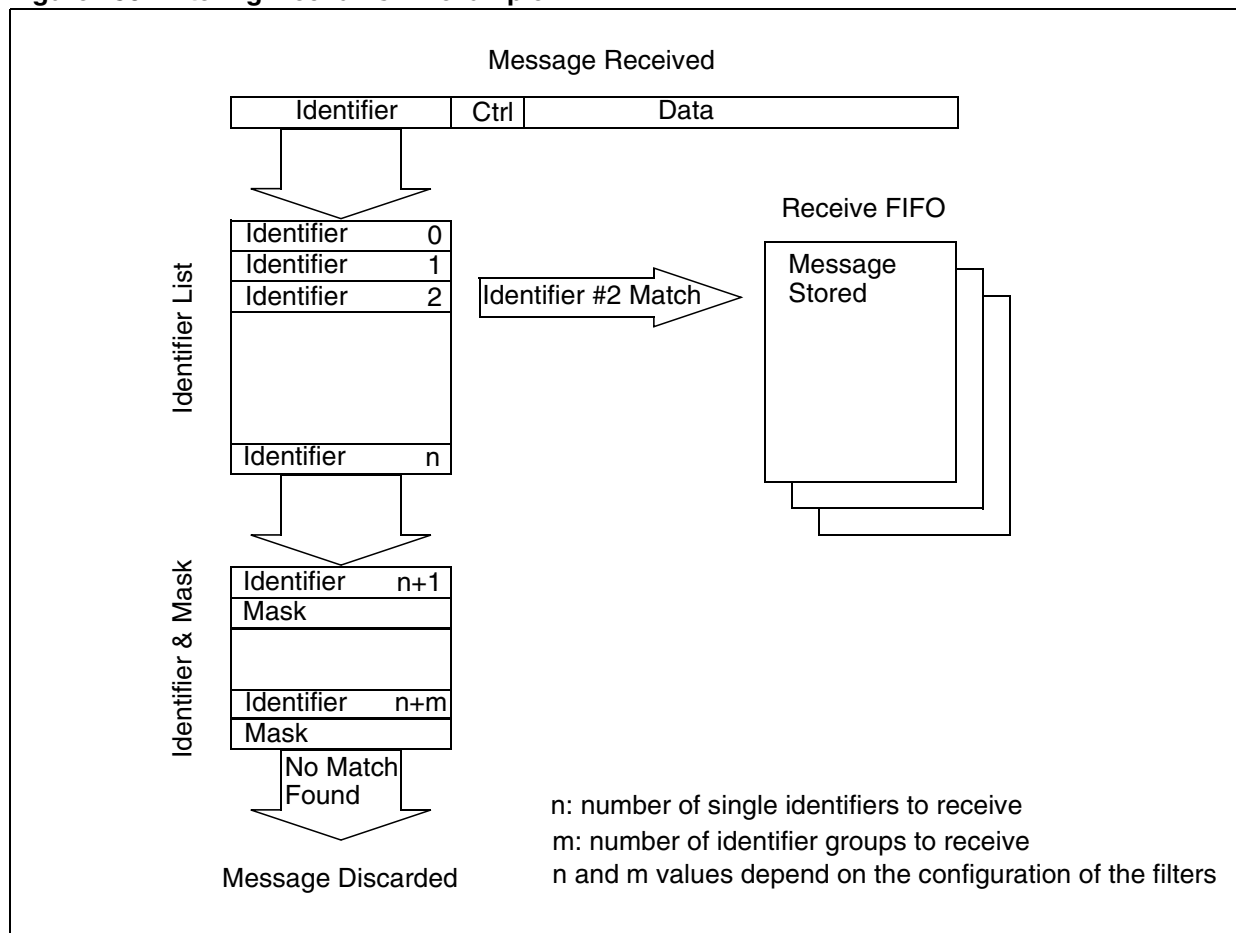 Message Received
Identifier Ctrl Data
Identifier List
Identifier 0
Identifier 1
Identifier 2
Identifier n
Identifier #2 Match
Receive FIFO
Message
Stored
Identifier & Mask
Identifier n+1
Mask
Identifier n+m
Mask
No Match
Found
Message Discarded
n: number of single identifiers to receive
m: number of identifier groups to receive
n and m values depend on the configuration of the filters